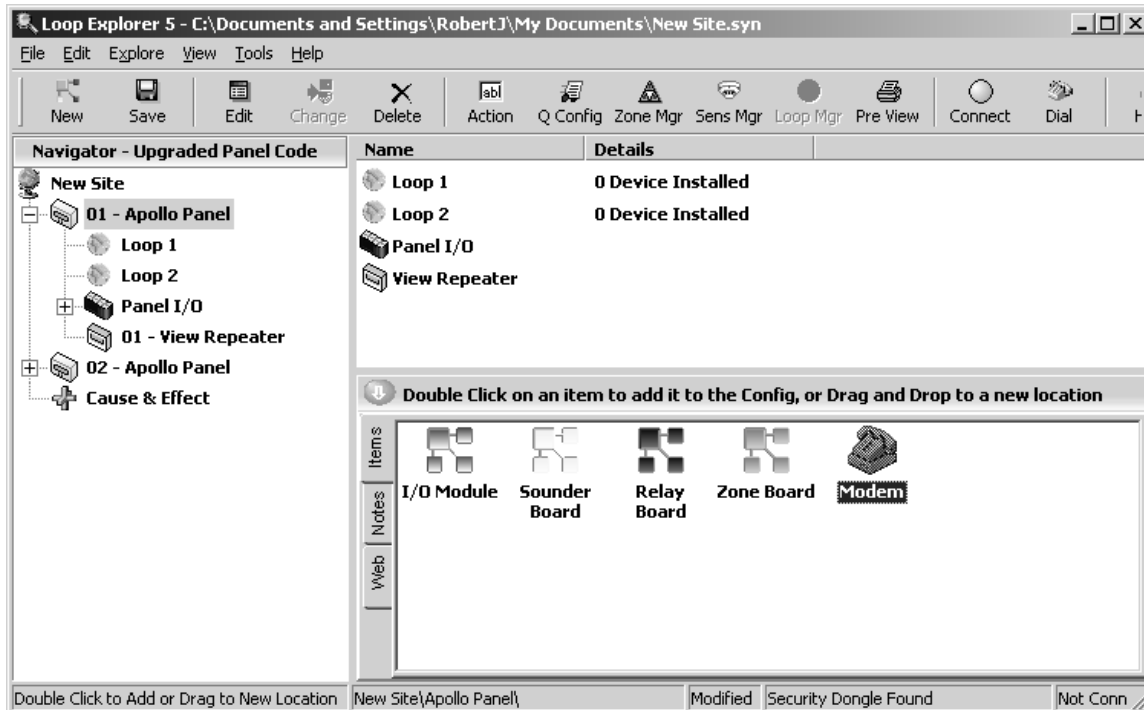 Loop Explorer 5 - C:\Documents and Settings\RobertJ\My Documents\New Site.syn
File Edit Explore View Tools Help
New Save Edit Change Delete Action Q Config Zone Mgr Sens Mgr Loop Mgr Pre View Connect Dial
Navigator - Upgraded Panel Code
New Site
01 - Apollo Panel
Loop 1
Loop 2
Panel I/O
01 - View Repeater
02 - Apollo Panel
Cause & Effect
Name Details
Loop 1 0 Device Installed
Loop 2 0 Device Installed
Panel I/O
View Repeater
Double Click on an item to add it to the Config, or Drag and Drop to a new location
Items
Notes
Web
I/O Module Sounder Board Relay Board Zone Board Modem
Double Click to Add or Drag to New Location New Site\Apollo Panel\ Modified Security Dongle Found Not Conn